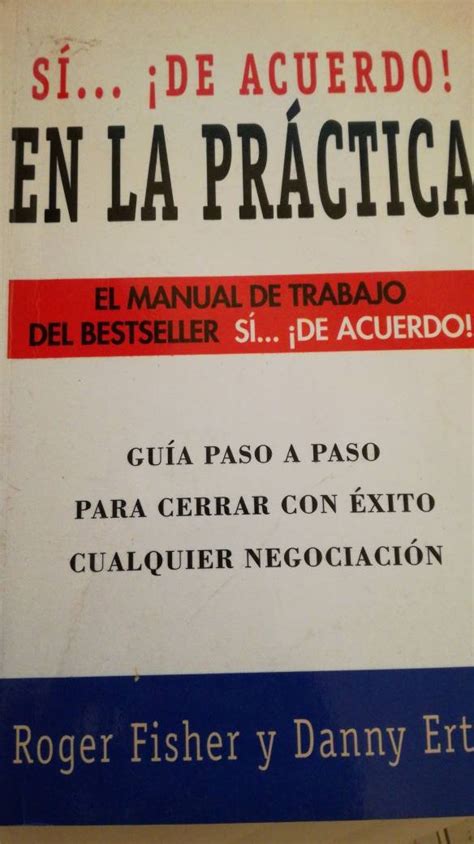 SÍ... ¡DE ACUERDO!
EN LA PRÁCTICA
EL MANUAL DE TRABAJO
DEL BESTSELLER SÍ... ¡DE ACUERDO!
GUÍA PASO A PASO
PARA CERRAR CON ÉXITO
CUALQUIER NEGOCIACIÓN
Roger Fisher y Danny Ert